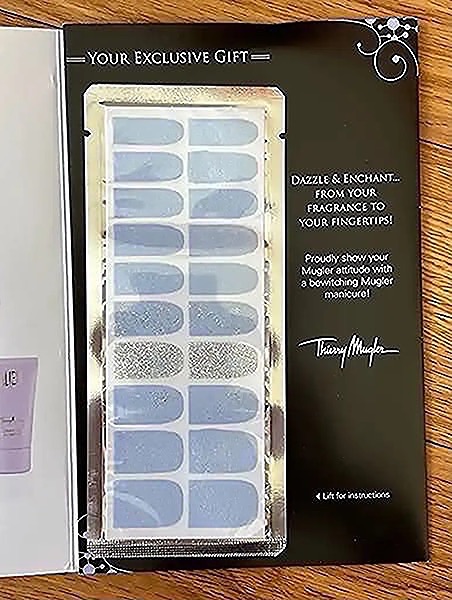 YOUR EXCLUSIVE GIFT
DAZZLE & ENCHANT...
FROM YOUR
FRAGRANCE TO
YOUR FINGERTIPS!
Proudly show your
Mugler attitude with
a bewitching Mugler
manicure!
Thierry Mugler
Lift for instructions